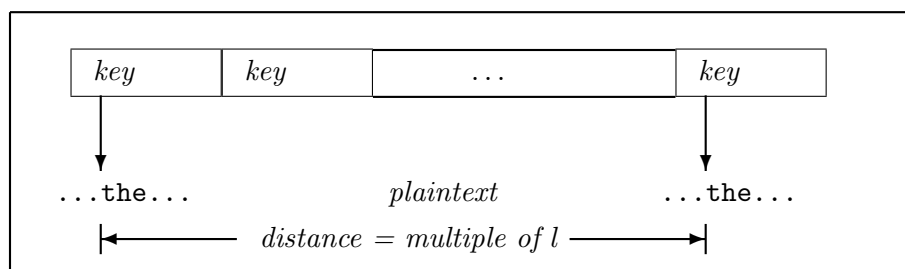 key key ... key
...the... plaintext ...the...
distance = multiple of l